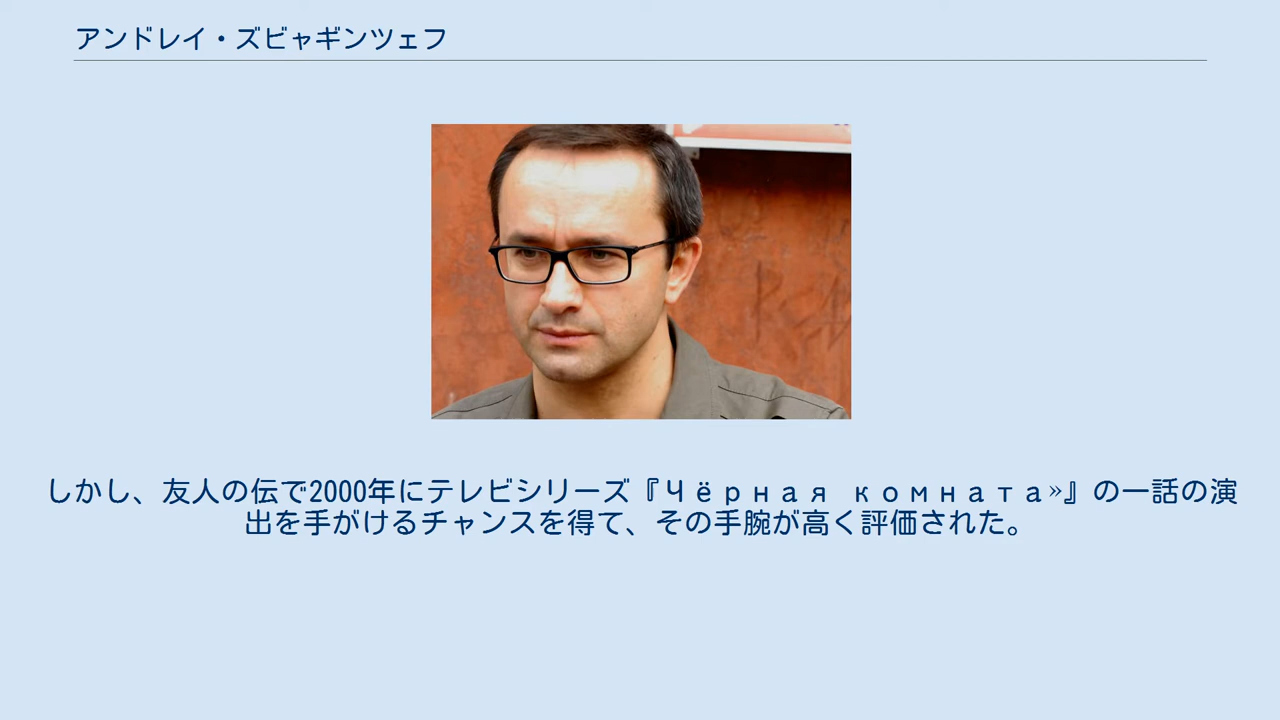 アンドレイ・ズビャギンツェフ
しかし、友人の伝で2000年にテレビシリーズ『Чёрная комната»』の一話の演
出を手がけるチャンスを得て、その手腕が高く評価された。